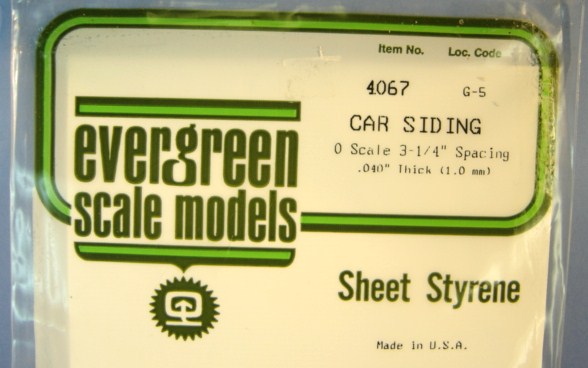 Item No. Loc. Code
4067 G-5
CAR SIDING
O Scale 3-1/4" Spacing
.040" Thick (1.0 mm)
evergreen
scale models
Sheet Styrene
Made in U.S.A.